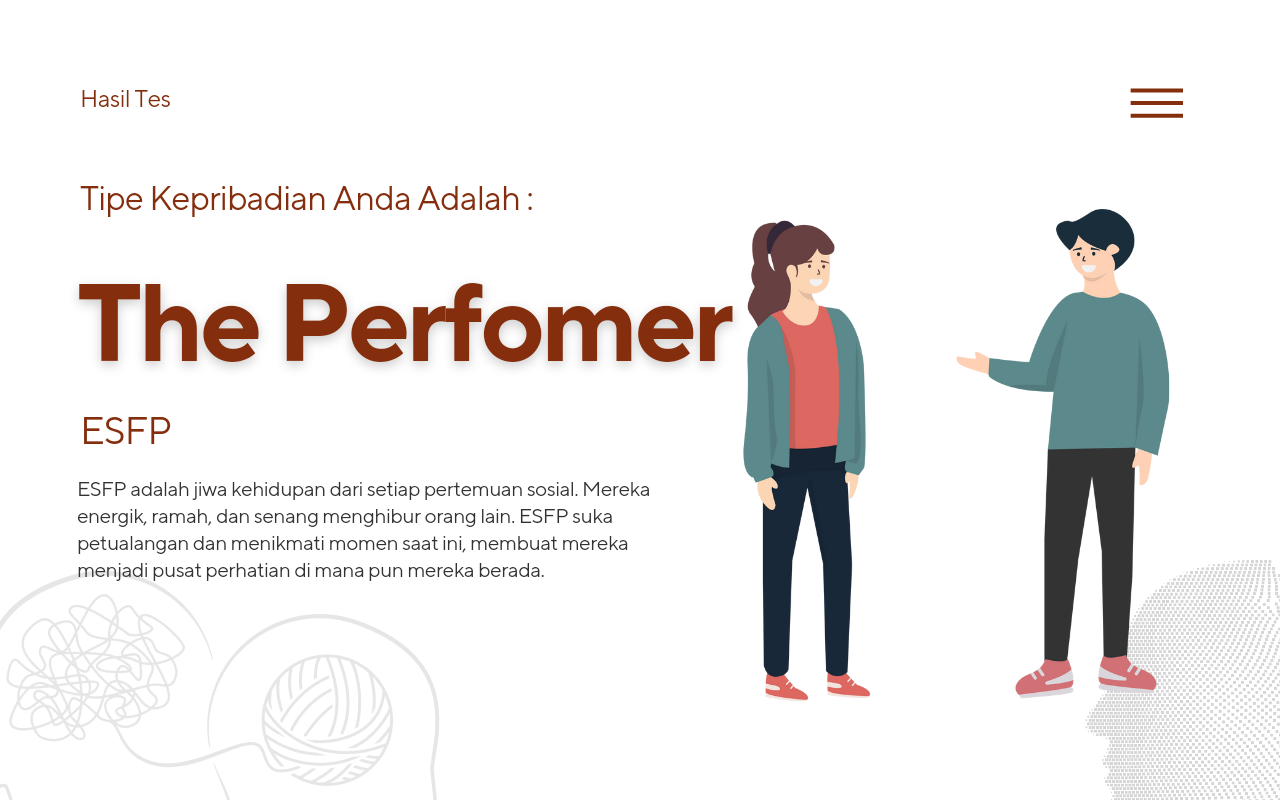 Hasil Tes
Tipe Kepribadian Anda Adalah :
The Perfomer
ESFP
ESFP adalah jiwa kehidupan dari setiap pertemuan sosial. Mereka
energik, ramah, dan senang menghibur orang lain. ESFP suka
petualangan dan menikmati momen saat ini, membuat mereka
menjadi pusat perhatian di mana pun mereka berada.